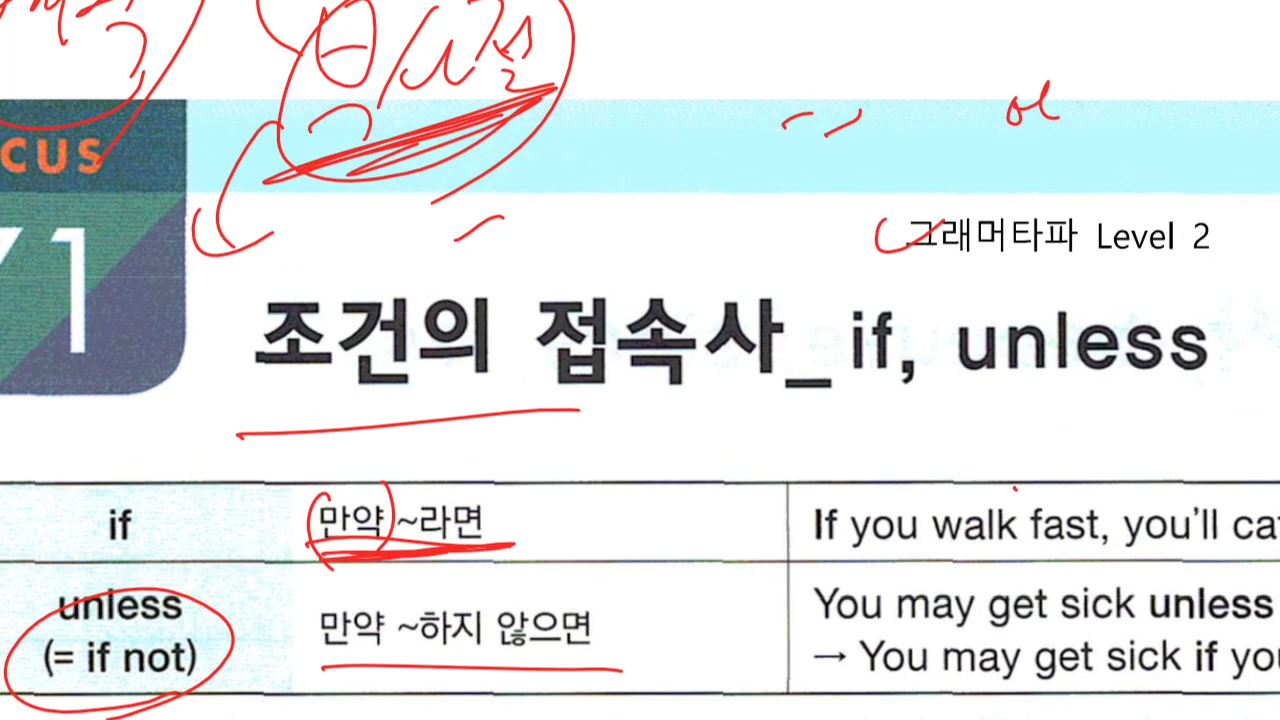 CUS
71
그래머타파 Level 2
조건의 접속사_if, unless
if
만약 ~라면
If you walk fast, you'll ca
unless
(= if not)
만약 ~하지 않으면
You may get sick unless
→ You may get sick if you